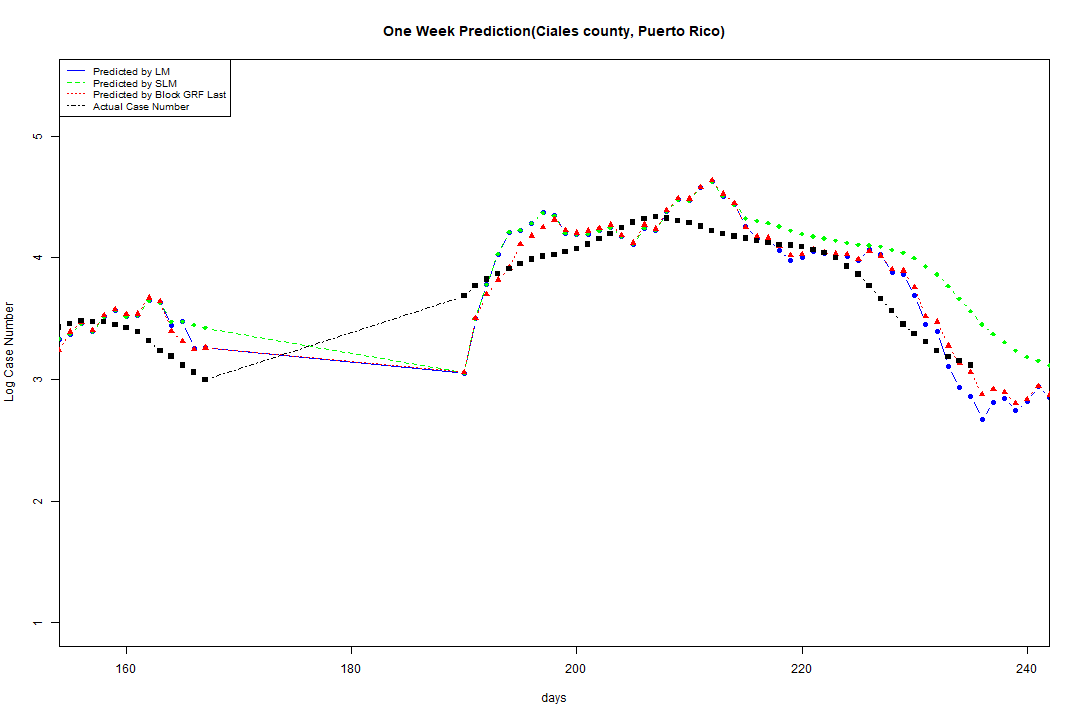 One Week Prediction(Ciales county, Puerto Rico)
Predicted by LM
Predicted by SLM
Predicted by Block GRF Last
Actual Case Number
5
4
3
2
1
Log Case Number
160 180 200 220 240
days